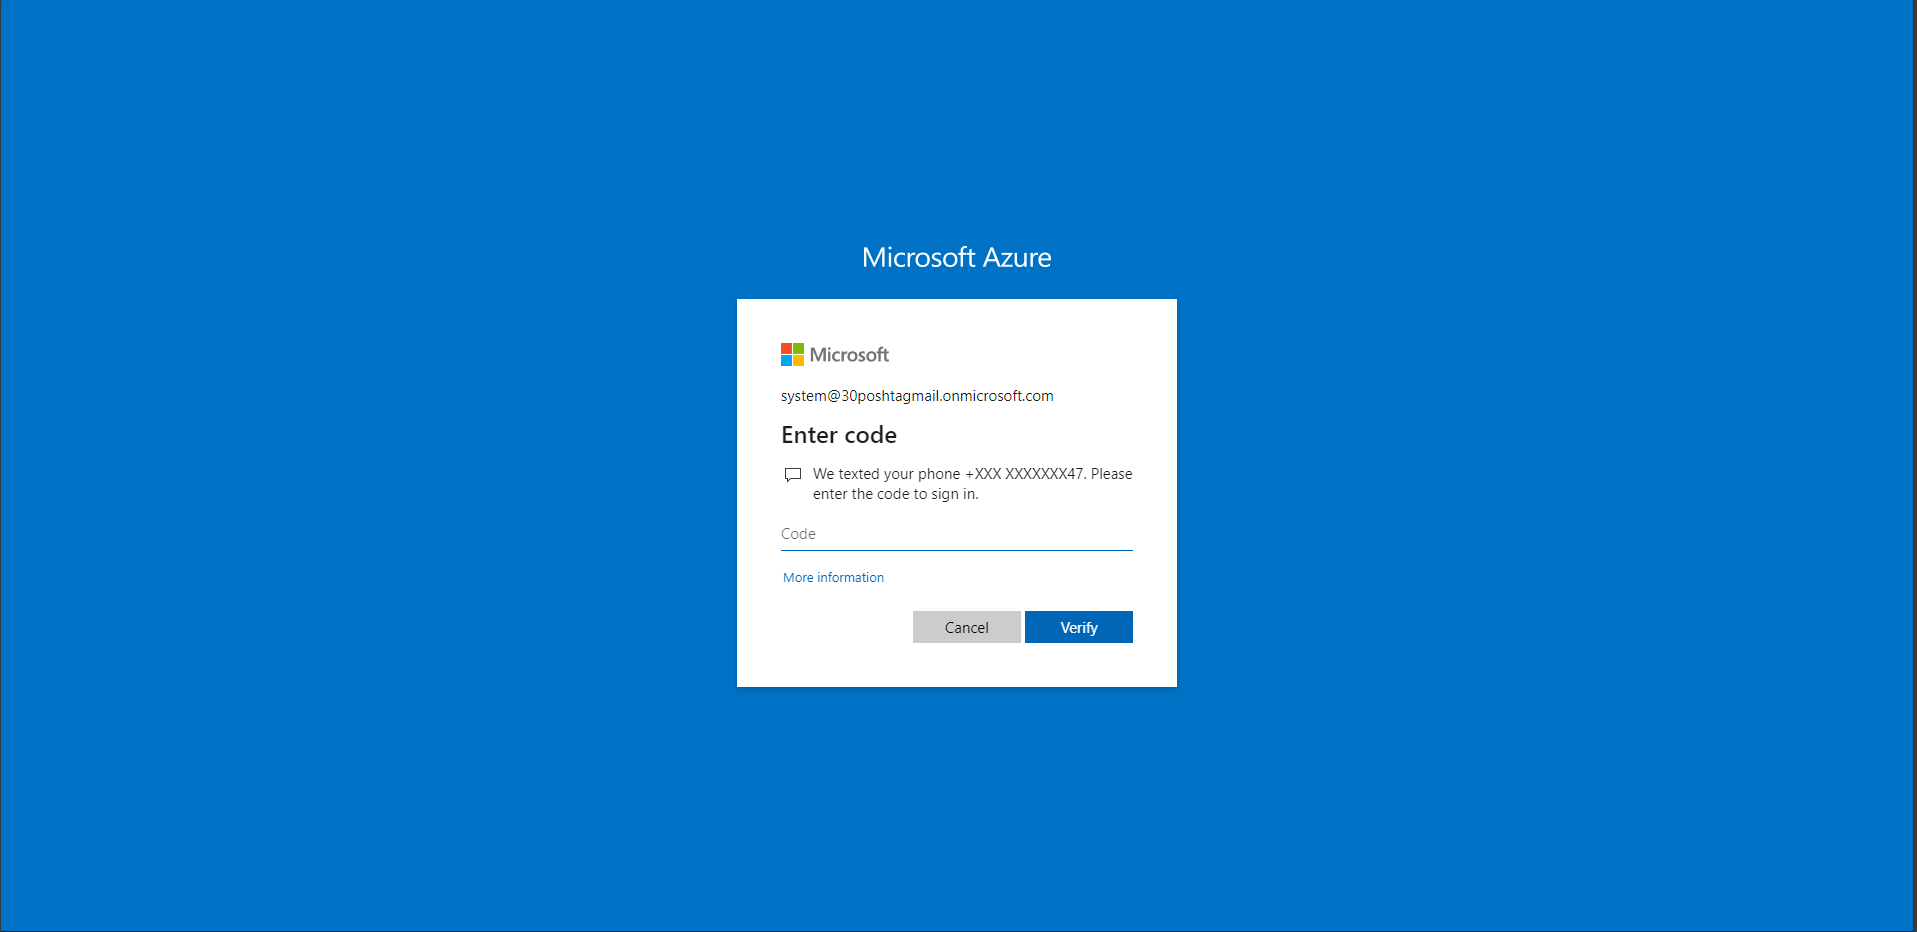 Microsoft Azure
Microsoft
system@30poshtagmail.onmicrosoft.com
Enter code
We texted your phone +XXX XXXXXXX47. Please
enter the code to sign in.
Code
More information
Cancel
Verify